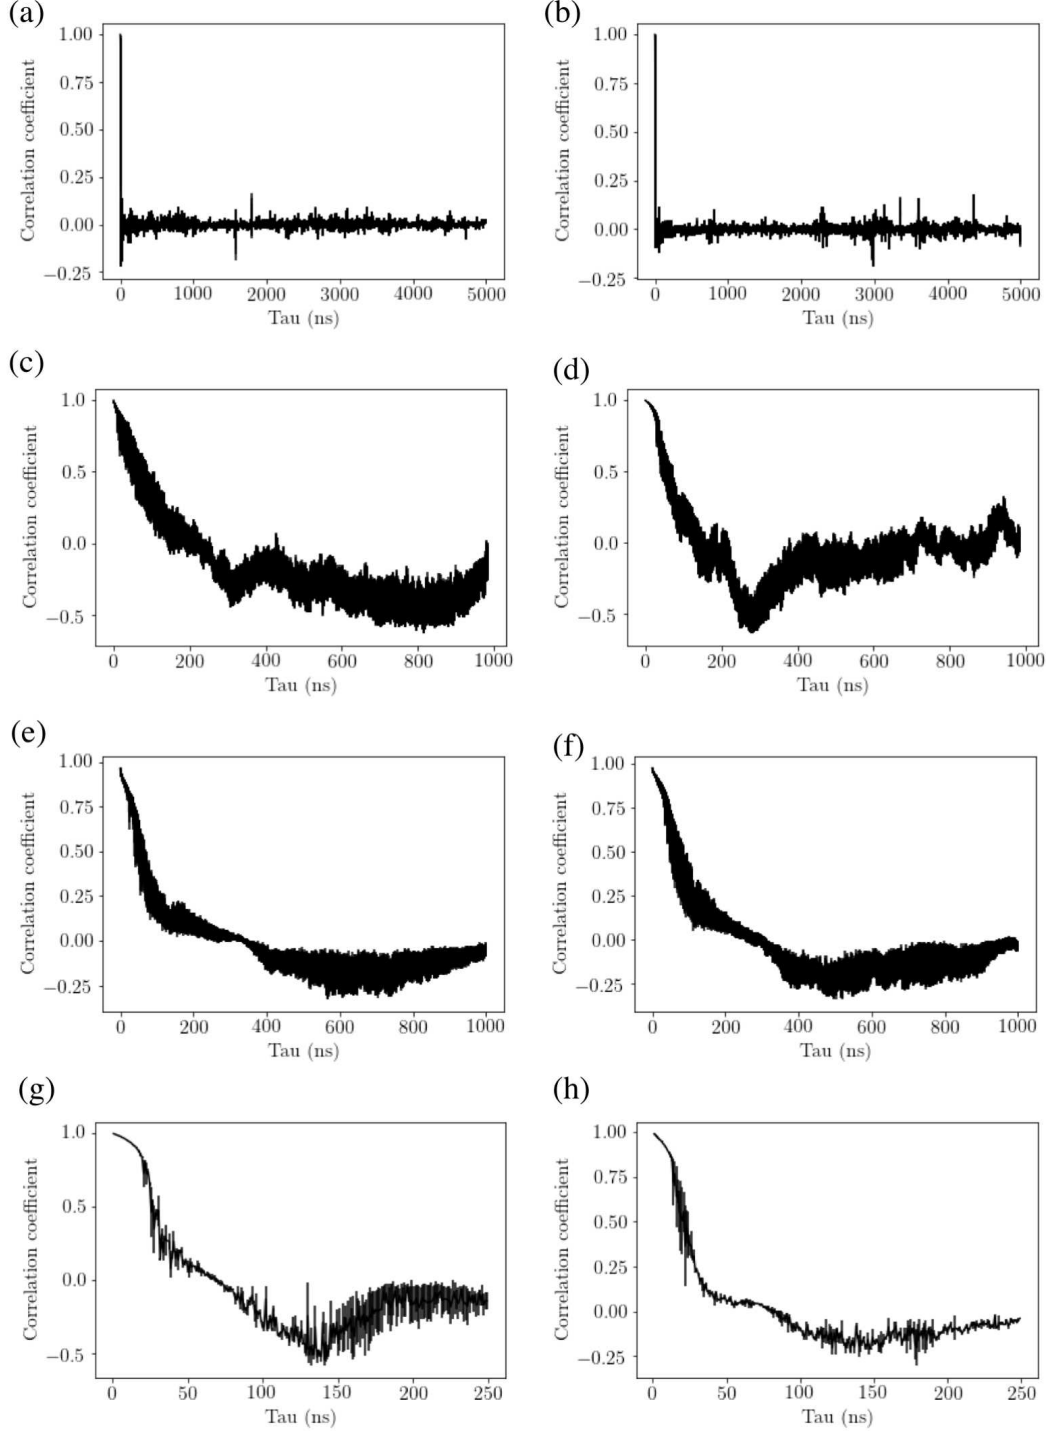 (a)
1.00
0.75
0.50
0.25
0.00
−0.25
Correlation coefficient
0 1000 2000 3000 4000 5000
Tau (ns)
(b)
1.00
0.75
0.50
0.25
0.00
−0.25
Correlation coefficient
0 1000 2000 3000 4000 5000
Tau (ns)
(c)
1.0
0.5
0.0
−0.5
Correlation coefficient
0 200 400 600 800 1000
Tau (ns)
(d)
1.0
0.5
0.0
−0.5
Correlation coefficient
0 200 400 600 800 1000
Tau (ns)
(e)
1.00
0.75
0.50
0.25
0.00
−0.25
Correlation coefficient
0 200 400 600 800 1000
Tau (ns)
(f)
1.00
0.75
0.50
0.25
0.00
−0.25
Correlation coefficient
0 200 400 600 800 1000
Tau (ns)
(g)
1.0
0.5
0.0
−0.5
Correlation coefficient
0 50 100 150 200 250
Tau (ns)
(h)
1.00
0.75
0.50
0.25
0.00
−0.25
Correlation coefficient
0 50 100 150 200 250
Tau (ns)